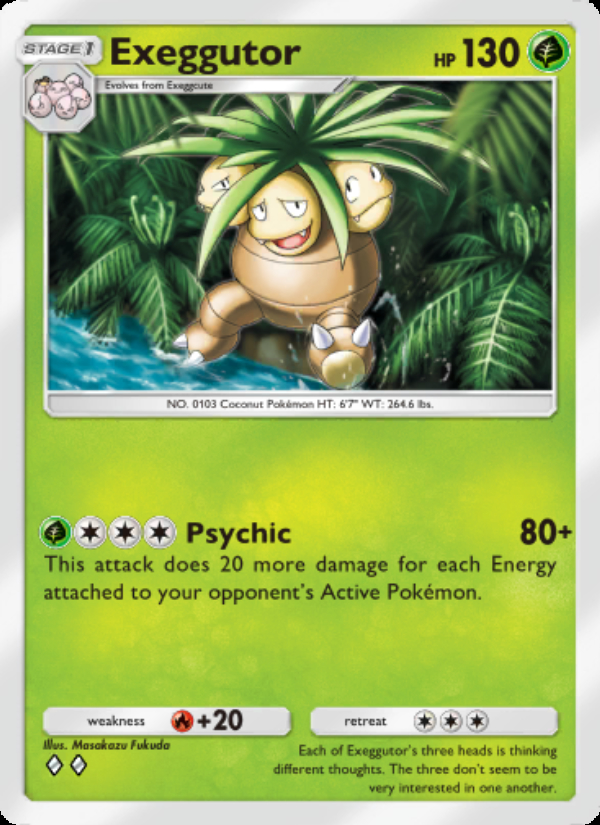 STAGE 1
Exeggutor
HP 130
Evolves from Exeggcute
NO. 0103 Coconut Pokémon HT: 6'7" WT: 264.6 lbs.
Psychic 80+
This attack does 20 more damage for each Energy
attached to your opponent's Active Pokémon.
weakness +20
retreat
Illus. Masakazu Fukuda
Each of Exeggutor's three heads is thinking
different thoughts. The three don't seem to be
very interested in one another.